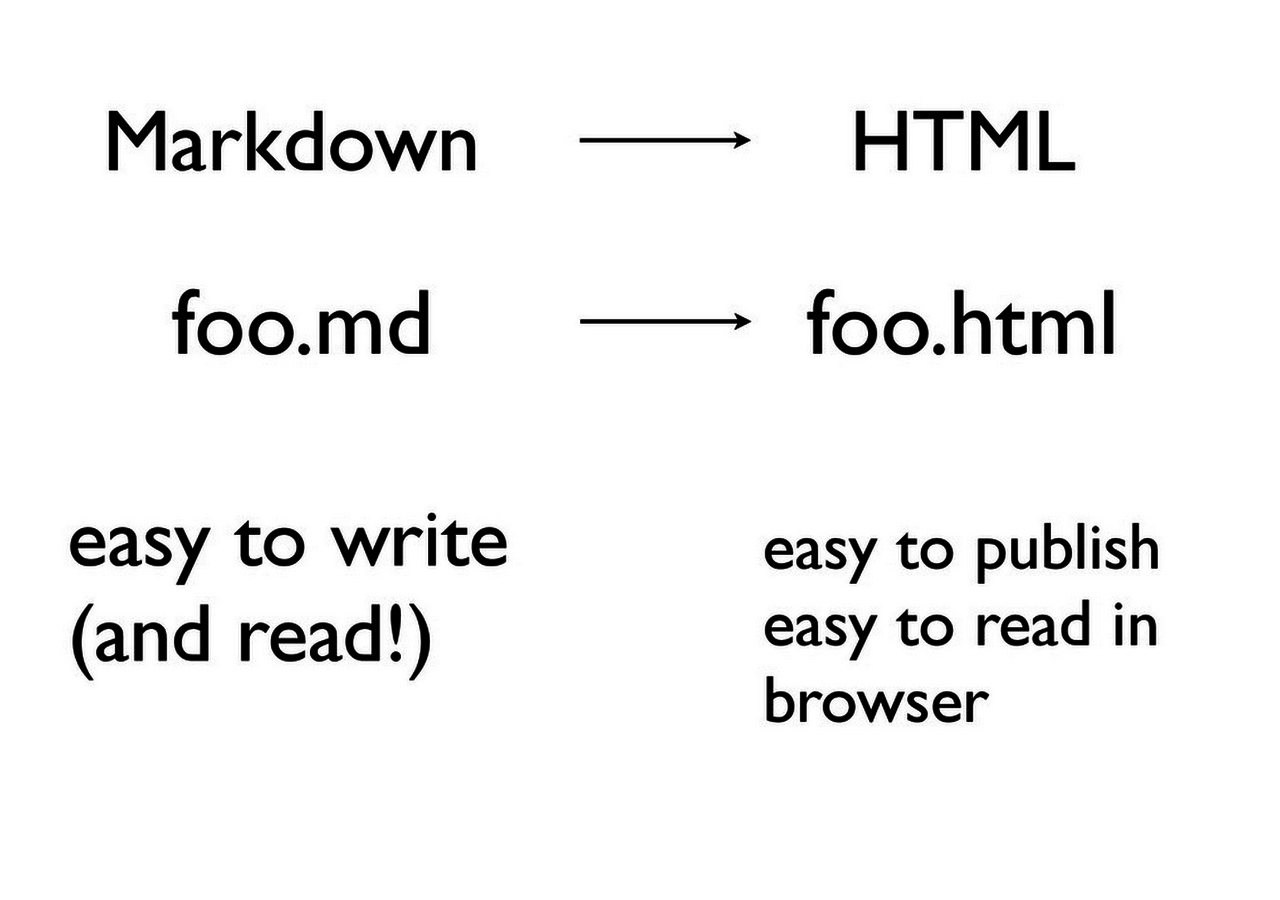 Markdown HTML
foo.md foo.html
easy to write
(and read!)
easy to publish
easy to read in
browser